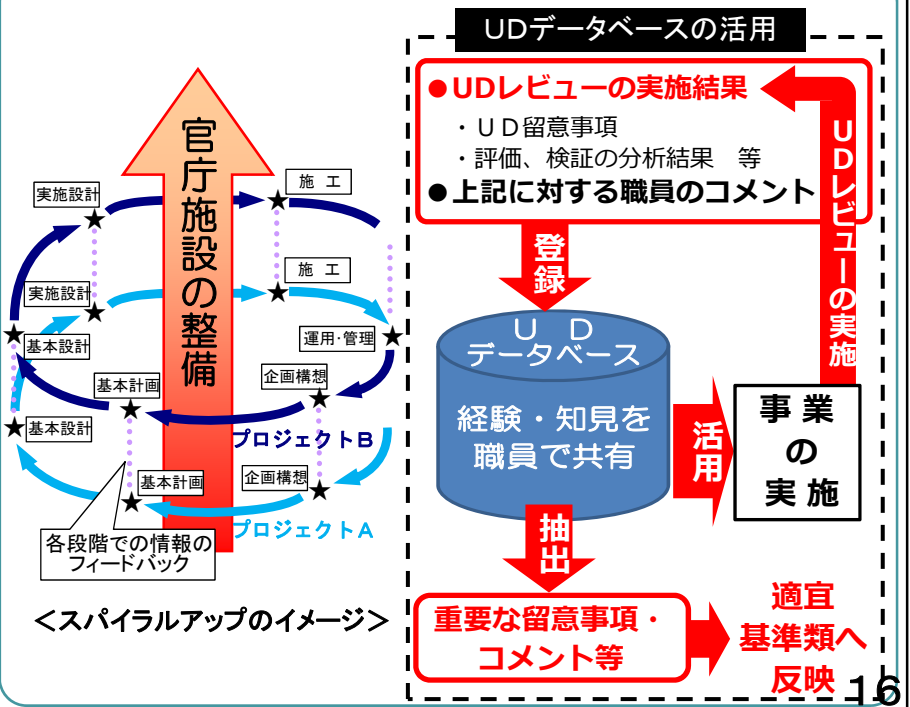 UDデータベースの活用
●UDレビューの実施結果
・UD留意事項
・評価、検証の分析結果 等
●上記に対する職員のコメント
UDレビューの実施
登録
UD
データベース
経験・知見を
職員で共有
活用
事業
の
実施
抽出
重要な留意事項・
コメント等
適宜
基準類へ
反映
官庁施設の整備
実施設計
施工
実施設計
施工
基本設計
運用・管理
基本計画
企画構想
基本設計
プロジェクトB
基本計画
企画構想
プロジェクトA
各段階での情報の
フィードバック
<スパイラルアップのイメージ>
16